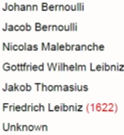 Johann Bernoulli
Jacob Bernoulli
Nicolas Malebranche
Gottfried Wilhelm Leibniz
Jakob Thomasius
Friedrich Leibniz (1622)
Unknown